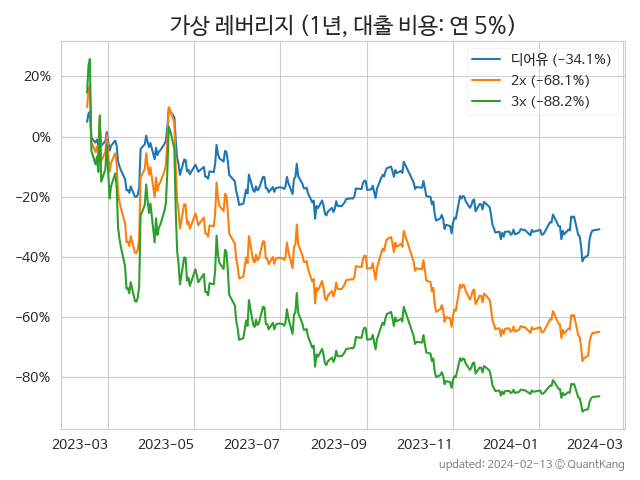 가상 레버리지 (1년, 대출 비용: 연 5%)
디어유 (−34.1%)
2x (−68.1%)
3x (−88.2%)
20%
0%
−20%
−40%
−60%
−80%
2023-03 2023-05 2023-07 2023-09 2023-11 2024-01 2024-03
updated: 2024-02-13 © QuantKang